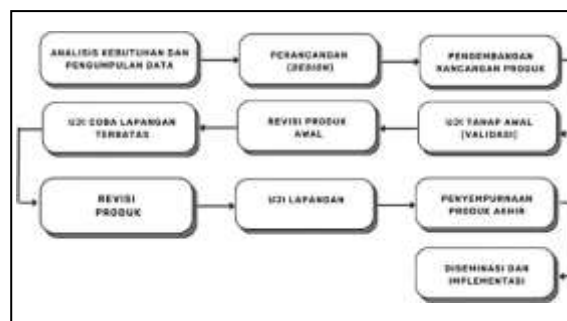 ANALISIS KEBUTUHAN DAN
PENGUMPULAN DATA
PERANCANGAN
(DESIGN)
PENGEMBANGAN
RANCANGAN PRODUK
UJI TAHAP AWAL
(VALIDASI)
REVISI PRODUK
AWAL
UJI COBA LAPANGAN
TERBATAS
REVISI
PRODUK
UJI LAPANGAN
PENYEMPURNAAN
PRODUK AKHIR
DISEMINASI DAN
IMPLEMENTASI